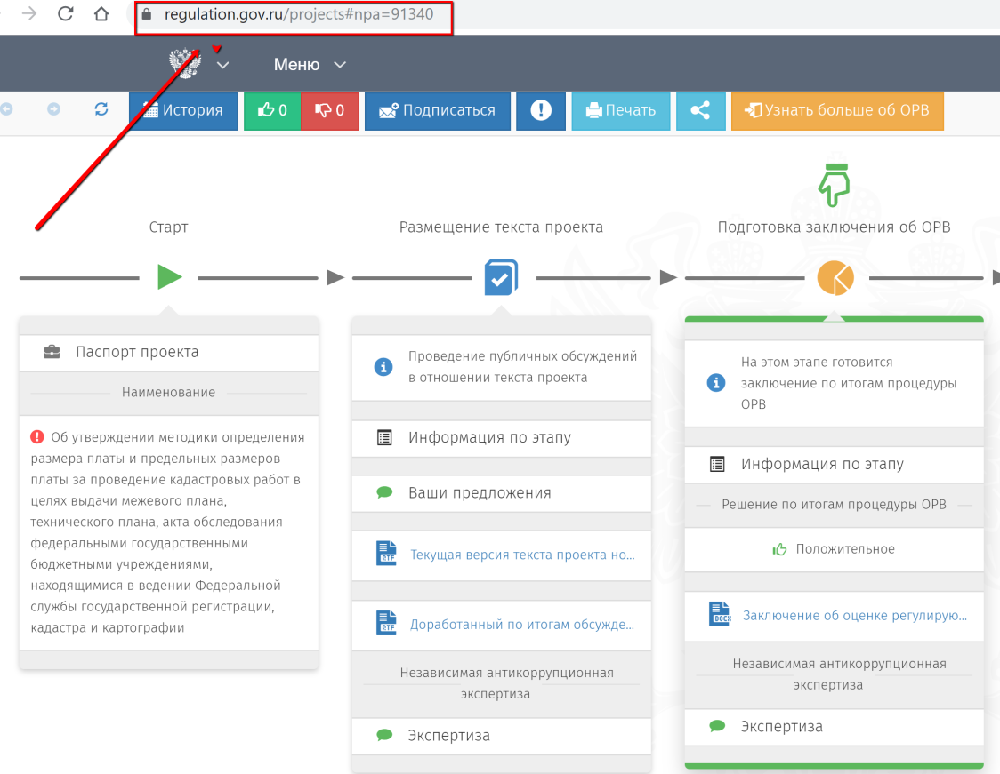 regulation.gov.ru/projects#npa=91340
Меню
История
0
0
Подписаться
Печать
Узнать больше об ОРВ
Старт
Размещение текста проекта
Подготовка заключения об ОРВ
Паспорт проекта
Наименование
Об утверждении методики определения
размера платы и предельных размеров
платы за проведение кадастровых работ в
целях выдачи межевого плана,
технического плана, акта обследования
федеральными государственными
бюджетными учреждениями,
находящимися в ведении Федеральной
службы государственной регистрации,
кадастра и картографии
Проведение публичных обсуждений
в отношении текста проекта
Информация по этапу
Ваши предложения
RTF
Текущая версия текста проекта но...
RTF
Доработанный по итогам обсужде...
Независимая антикоррупционная
экспертиза
Экспертиза
На этом этапе готовится
заключение по итогам процедуры
ОРВ
Информация по этапу
Решение по итогам процедуры ОРВ
Положительное
DOCX
Заключение об оценке регулирую...
Независимая антикоррупционная
экспертиза
Экспертиза